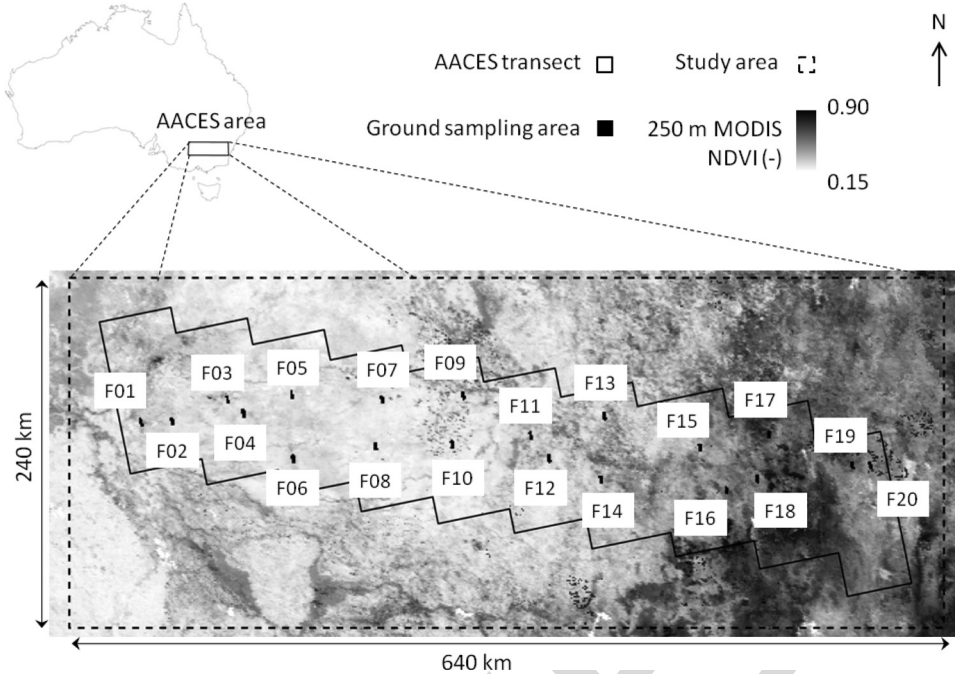 N
AACES transect
Study area
AACES area
Ground sampling area
250 m MODIS
NDVI (-)
0.90
0.15
F01
F02
F03
F04
F05
F06
F07
F08
F09
F10
F11
F12
F13
F14
F15
F16
F17
F18
F19
F20
240 km
640 km